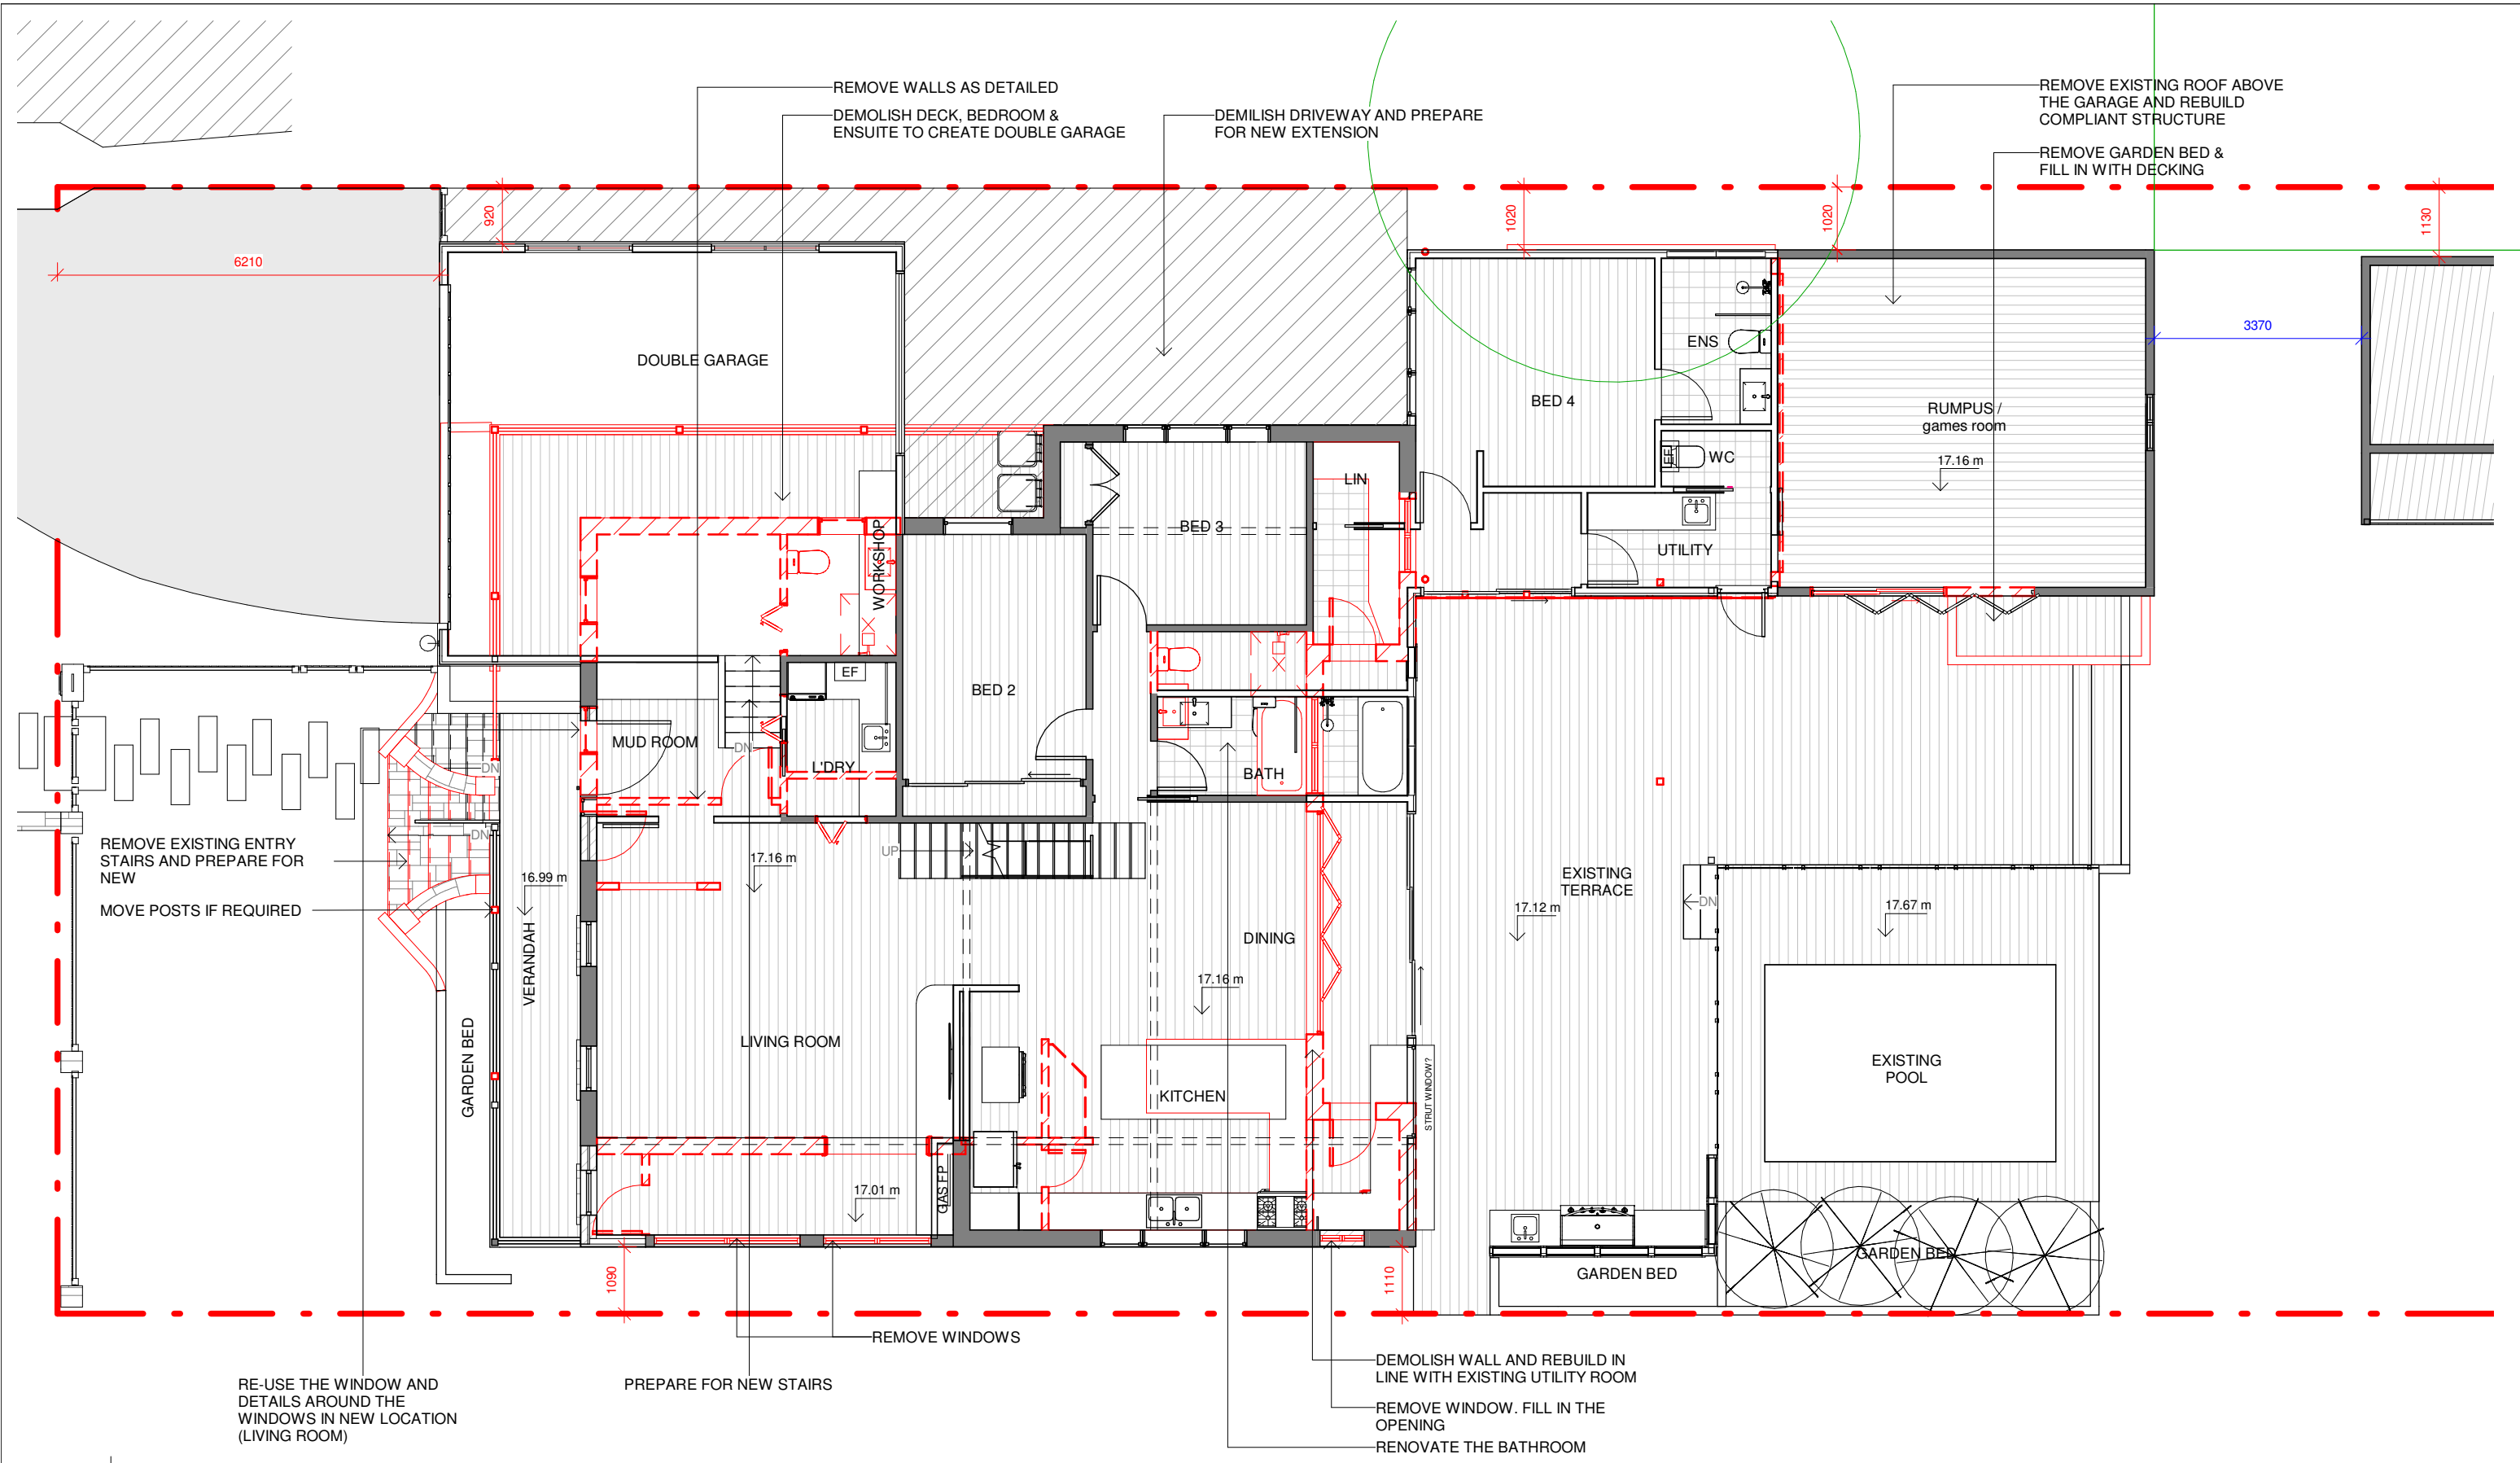 REMOVE WALLS AS DETAILED
DEMOLISH DECK, BEDROOM &
ENSUITE TO CREATE DOUBLE GARAGE
DEMILISH DRIVEWAY AND PREPARE
FOR NEW EXTENSION
REMOVE EXISTING ROOF ABOVE
THE GARAGE AND REBUILD
COMPLIANT STRUCTURE
REMOVE GARDEN BED &
FILL IN WITH DECKING
920
1020
1020
1130
6210
3370
DOUBLE GARAGE
ENS
BED 4
RUMPUS /
games room
17.16 m
EF
WC
LIN
BED 3
WORKSHOP
UTILITY
EF
BED 2
MUD ROOM
DN
L'DRY
BATH
DN
DN
REMOVE EXISTING ENTRY
STAIRS AND PREPARE FOR
NEW
MOVE POSTS IF REQUIRED
16.99 m
VERANDAH
GARDEN BED
17.16 m
UP
EXISTING
TERRACE
17.12 m
DN
17.67 m
DINING
17.16 m
LIVING ROOM
KITCHEN
STRUT WINDOW?
EXISTING
POOL
17.01 m
GAS FP
GARDEN BED
GARDEN BED
1090
1110
REMOVE WINDOWS
RE-USE THE WINDOW AND
DETAILS AROUND THE
WINDOWS IN NEW LOCATION
(LIVING ROOM)
PREPARE FOR NEW STAIRS
DEMOLISH WALL AND REBUILD IN
LINE WITH EXISTING UTILITY ROOM
REMOVE WINDOW. FILL IN THE
OPENING
RENOVATE THE BATHROOM